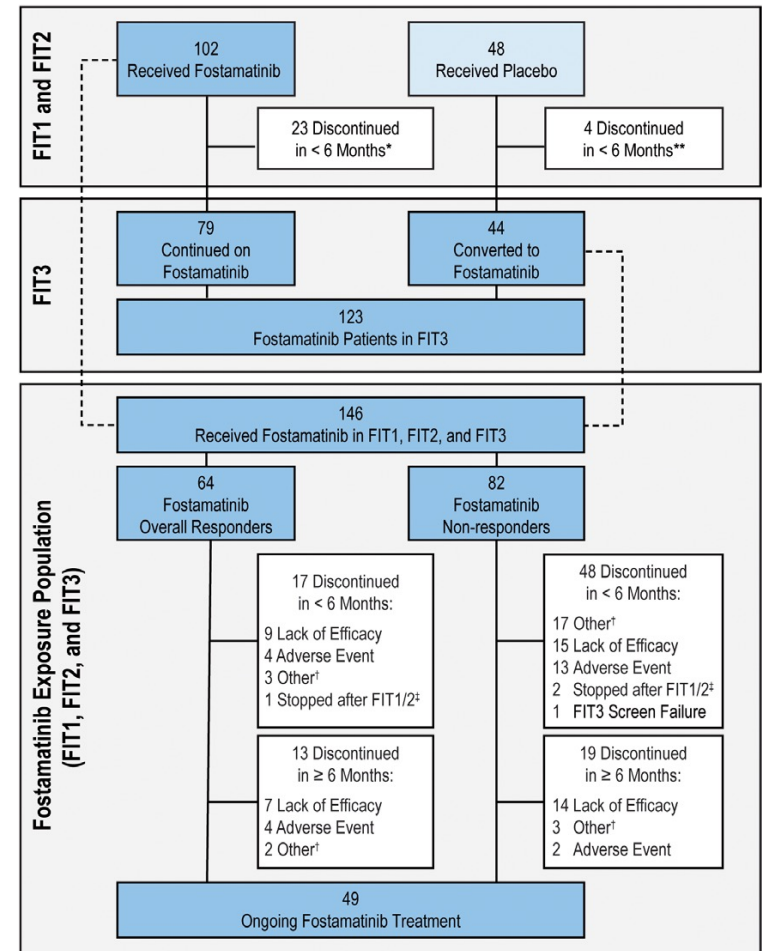 FIT1 and FIT2
102
Received Fostamatinib
48
Received Placebo
23 Discontinued
in < 6 Months*
4 Discontinued
in < 6 Months**
FIT3
79
Continued on
Fostamatinib
44
Converted to
Fostamatinib
123
Fostamatinib Patients in FIT3
Fostamatinib Exposure Population
(FIT1, FIT2, and FIT3)
146
Received Fostamatinib in FIT1, FIT2, and FIT3
64
Fostamatinib
Overall Responders
82
Fostamatinib
Non-responders
17 Discontinued
in < 6 Months:
9 Lack of Efficacy
4 Adverse Event
3 Other†
1 Stopped after FIT1/2‡
48 Discontinued
in < 6 Months:
17 Other†
15 Lack of Efficacy
13 Adverse Event
2 Stopped after FIT1/2‡
1 FIT3 Screen Failure
13 Discontinued
in ≥ 6 Months:
7 Lack of Efficacy
4 Adverse Event
2 Other†
19 Discontinued
in ≥ 6 Months:
14 Lack of Efficacy
3 Other†
2 Adverse Event
49
Ongoing Fostamatinib Treatment